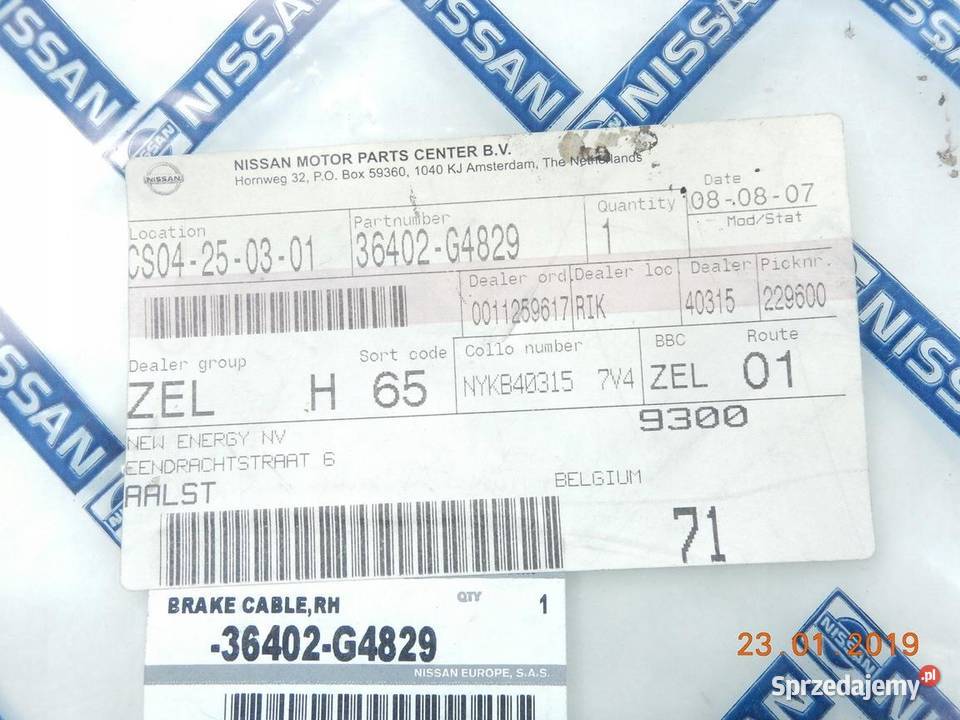 NISSAN
NISSAN MOTOR PARTS CENTER B.V.
Hornweg 32, P.O. Box 59360, 1040 KJ Amsterdam, The Netherlands
Location
CS04-25-03-01
Partnumber
36402-G4829
Quantity
1
Date
08-08-07
Mod/Stat
Dealer ord.
0011259617
Dealer loc
RIK
Dealer
40315
Picknr.
229600
Dealer group
ZEL H
Sort code
65
Collo number
NYKB40315 7V4
BBC
ZEL
Route
01
9300
NEW ENERGY NV
EENDRACHTSTRAAT 6
AALST
BELGIUM
71
BRAKE CABLE,RH
QTY 1
-36402-G4829
NISSAN EUROPE, S.A.S.
NISSAN
NISSAN
NISSAN
NISSAN
NISSAN
NISSAN
NISSAN
23.01.2019
Sprzedajemy.pl